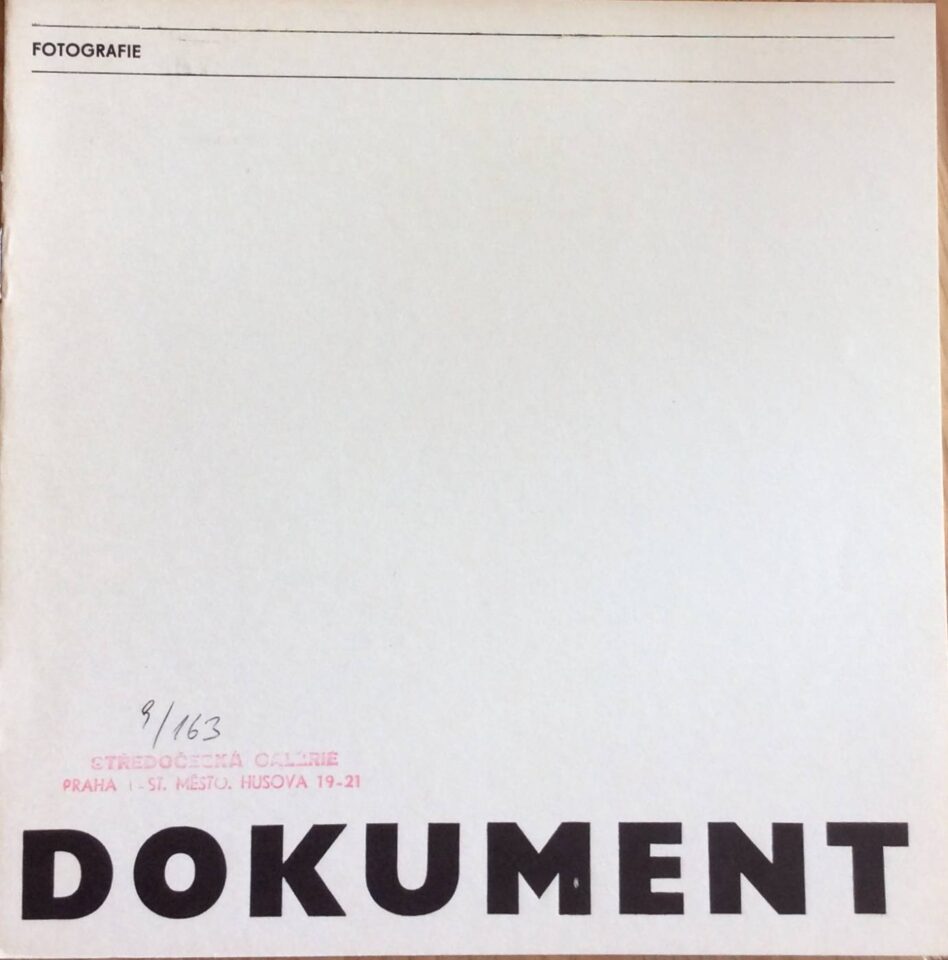 FOTOGRAFIE
9/163
STŘEDOČESKÁ GALERIE
PRAHA 1 - ST. MĚSTO. HUSOVA 19-21
DOKUMENT